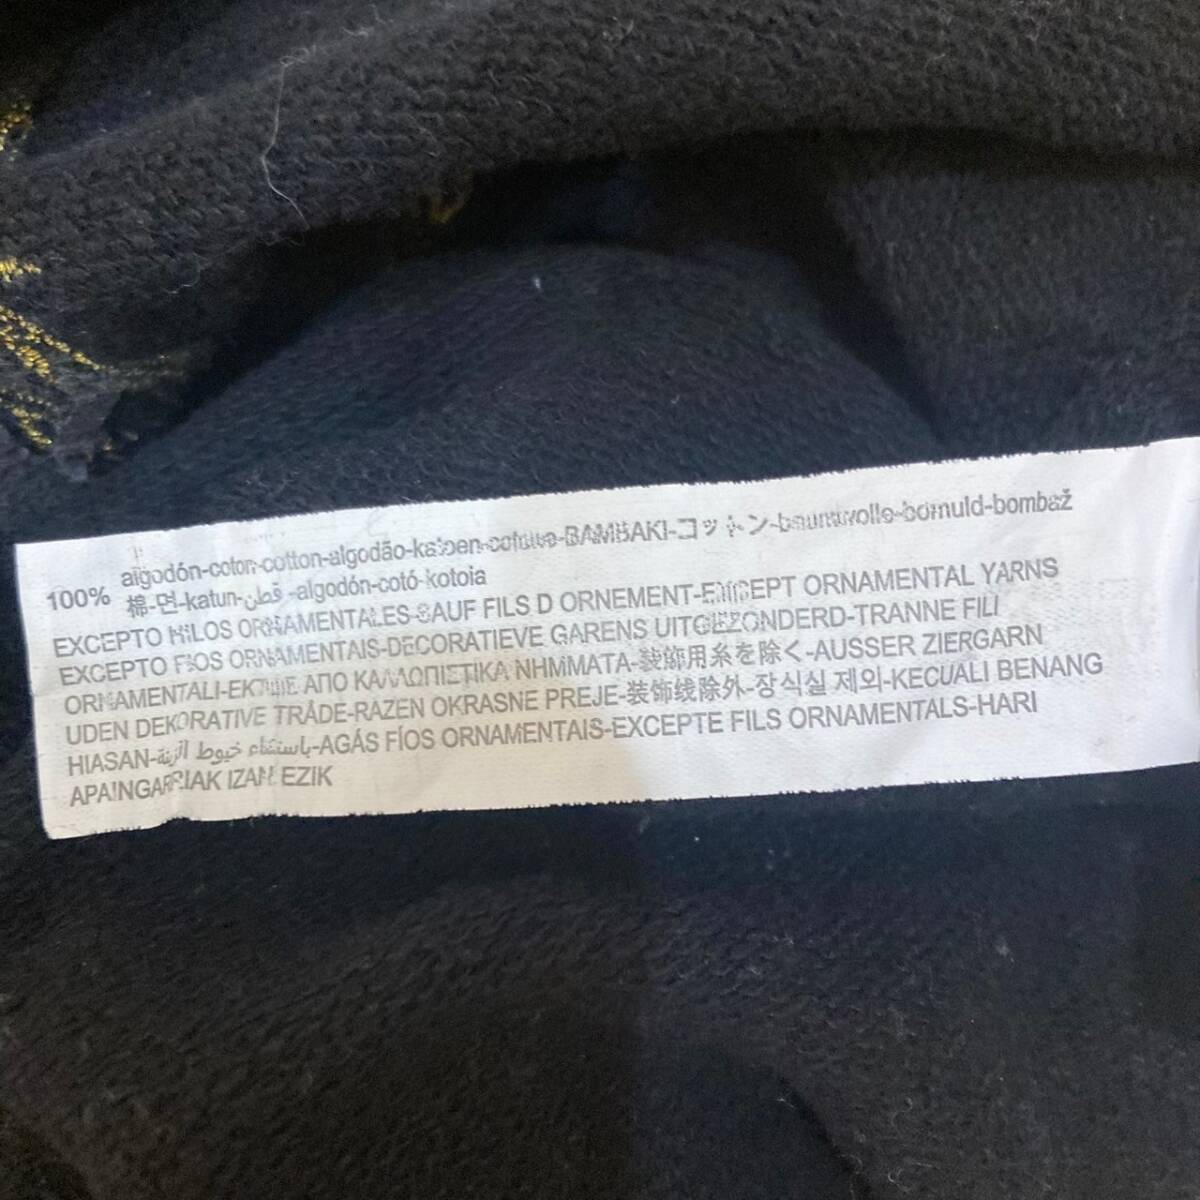 100% algodón-coton-cotton-algodão-katoen-cotone-BAMBAKI-コットン-baumwolle-bomuld-bombaž
棉-면-katun-قطن-algodón-cotó-kotoia
EXCEPTO HILOS ORNAMENTALES-SAUF FILS D ORNEMENT-EXCEPT ORNAMENTAL YARNS
EXCEPTO FIOS ORNAMENTAIS-DECORATIEVE GARENS UITGEZONDERD-TRANNE FILI
ORNAMENTALI-ΕΚΤΟΣ ΑΠΟ ΚΑΛΛΩΠΙΣΤΙΚΑ ΝΗΜΜΑΤΑ-装飾用糸を除く-AUSSER ZIERGARN
UDEN DEKORATIVE TRÅDE-RAZEN OKRASNE PREJE-装饰线除外-장식실 제외-KECUALI BENANG
HIASAN-باستثناء خيوط الزينة-AGÁS FÍOS ORNAMENTAIS-EXCEPTE FILS ORNAMENTALS-HARI
APAINGARRIAK IZAN EZIK